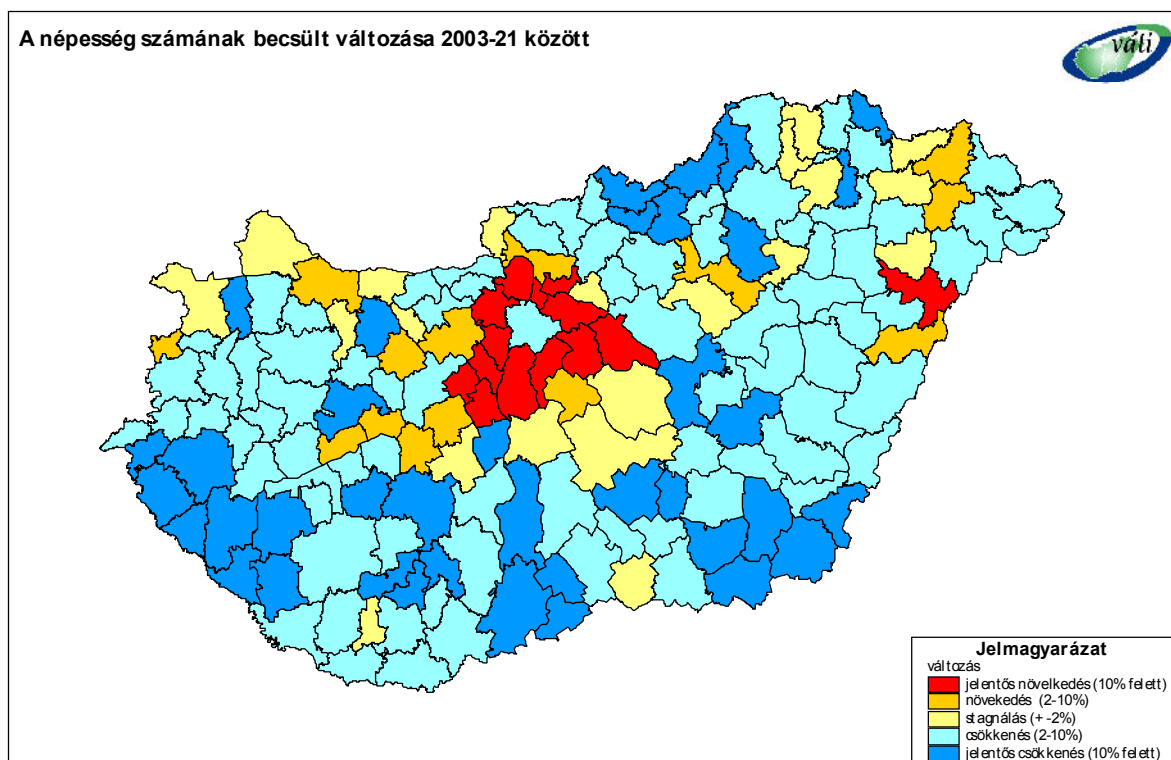 A népesség számának becsült változása 2003-21 között
váli
Jelmagyarázat
változás
jelentős növelkedés (10% felett)
növekedés (2-10%)
stagnálás (+ -2%)
csökkenés (2-10%)
jelentős csökkenés (10% felett)